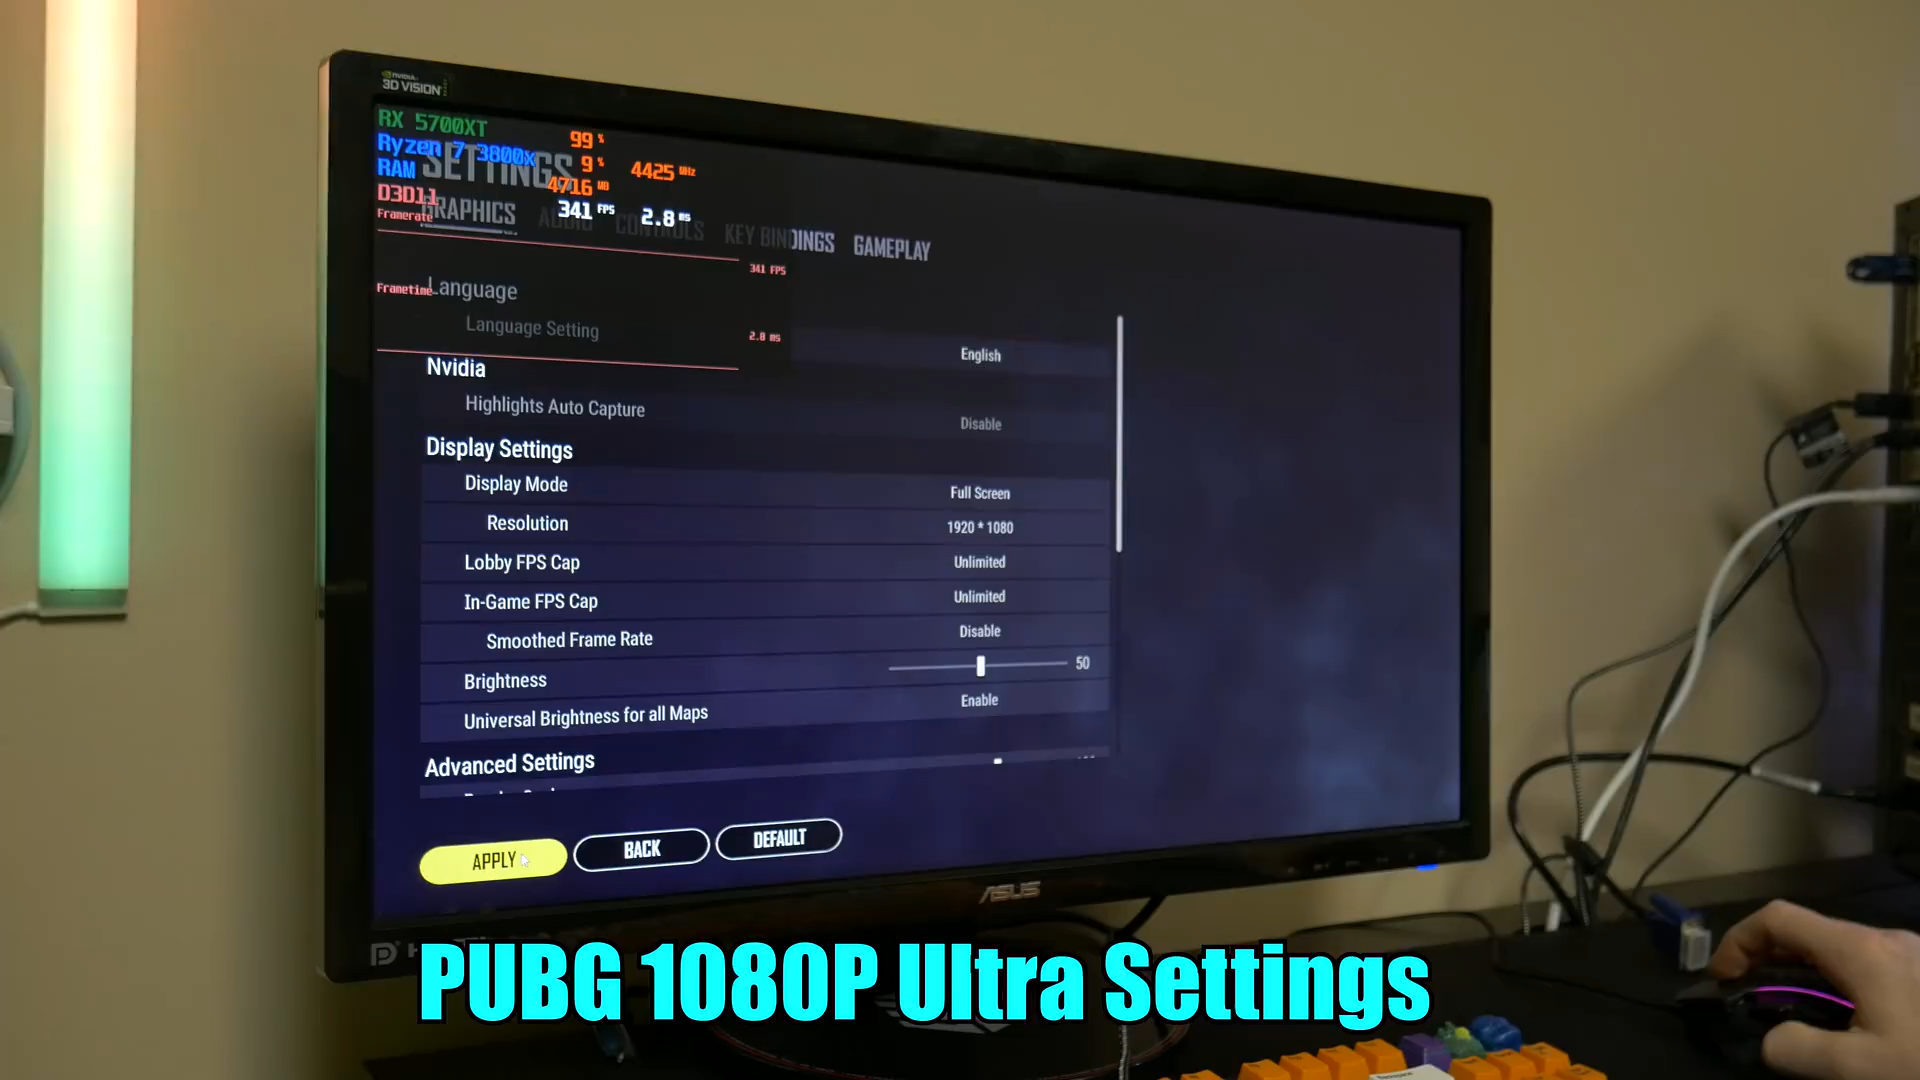 NVIDIA
3D VISION
RX 5700XT 99 %
Ryzen 7 3800x 9 % 4425 MHz
RAM 4716 MB
D3D11 341 FPS 2.8 ms
Framerate
341 FPS
Frametime
2.8 ms
SETTINGS
GRAPHICS AUDIO CONTROLS KEY BINDINGS GAMEPLAY
Language
Language Setting English
Nvidia
Highlights Auto Capture Disable
Display Settings
Display Mode Full Screen
Resolution 1920 * 1080
Lobby FPS Cap Unlimited
In-Game FPS Cap Unlimited
Smoothed Frame Rate Disable
Brightness 50
Universal Brightness for all Maps Enable
Advanced Settings
APPLY BACK DEFAULT
ASUS
PUBG 1080P Ultra Settings